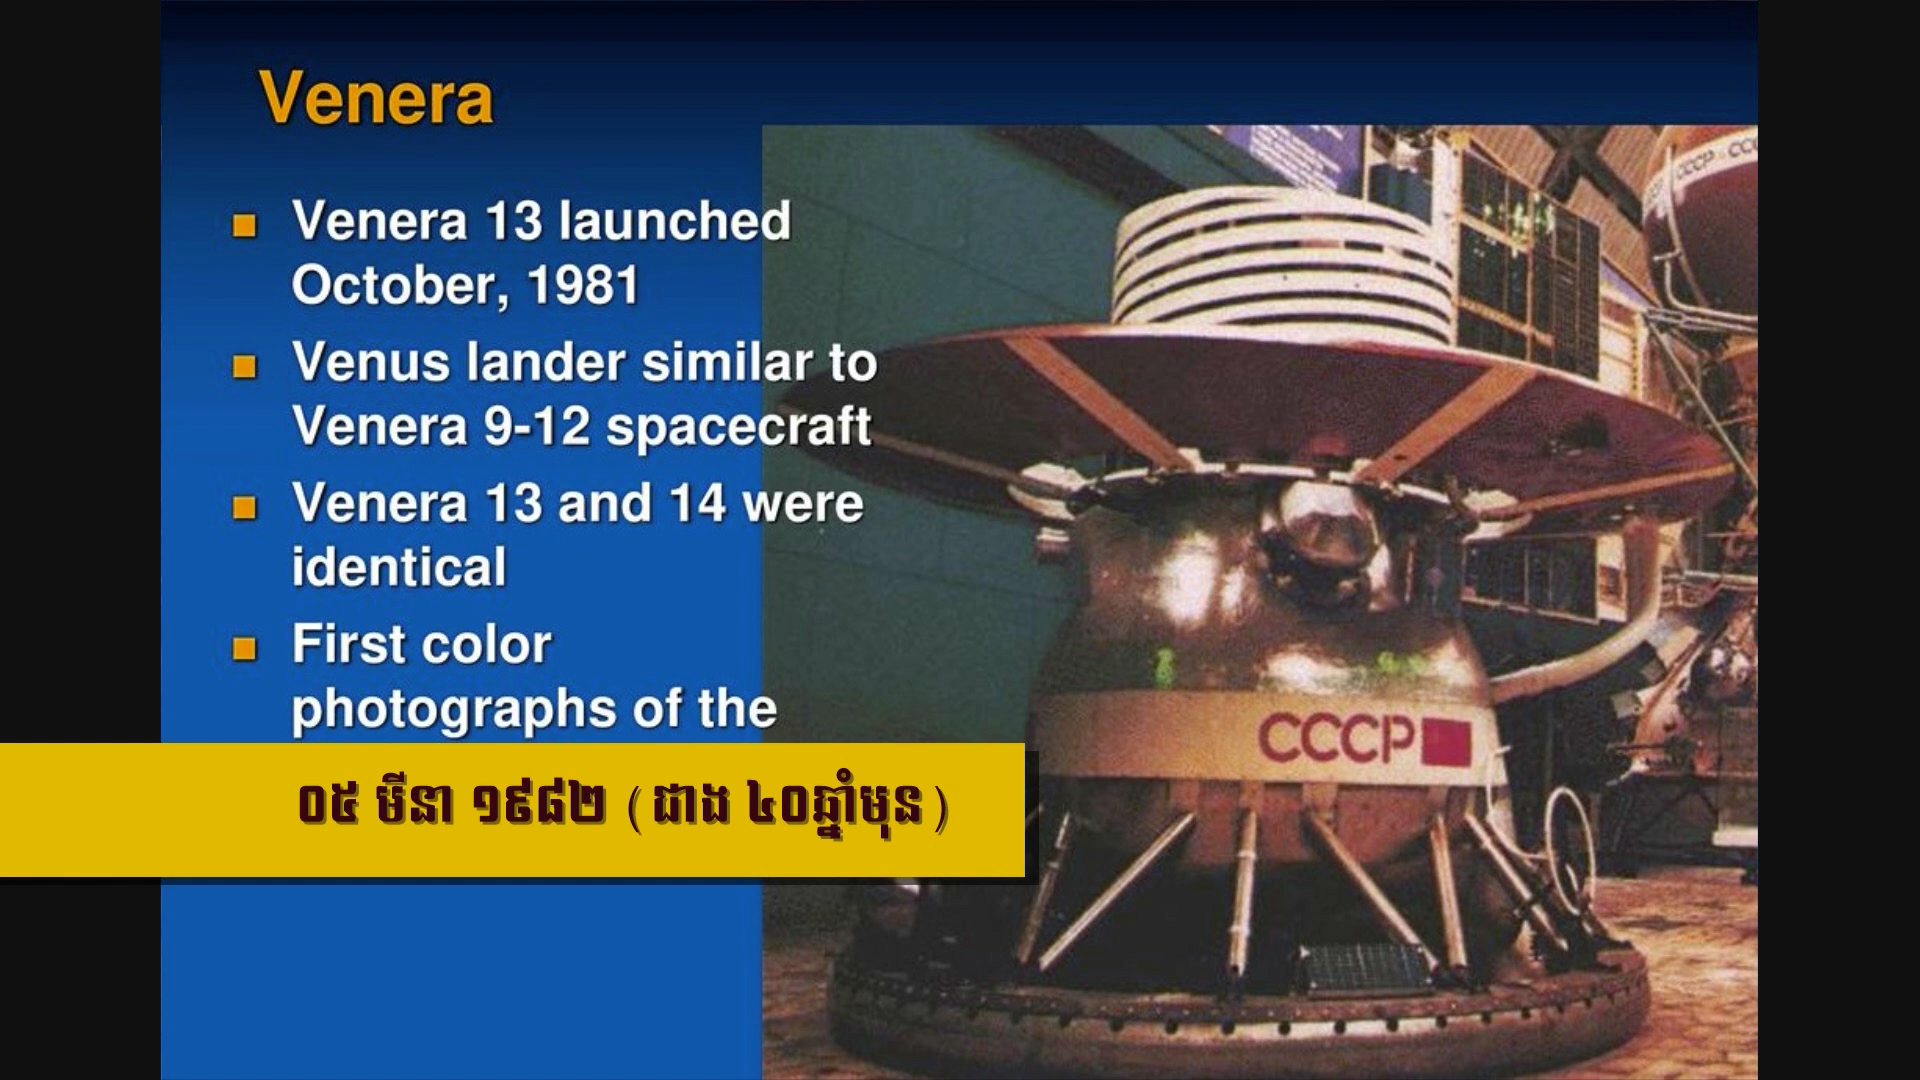 Venera
Venera 13 launched
October, 1981
Venus lander similar to
Venera 9-12 spacecraft
Venera 13 and 14 were
identical
First color
photographs of the
០៥ មីនា ១៩៨២ (ជាង ៤០ឆ្នាំមុន)
CCCP
CCCP CCC